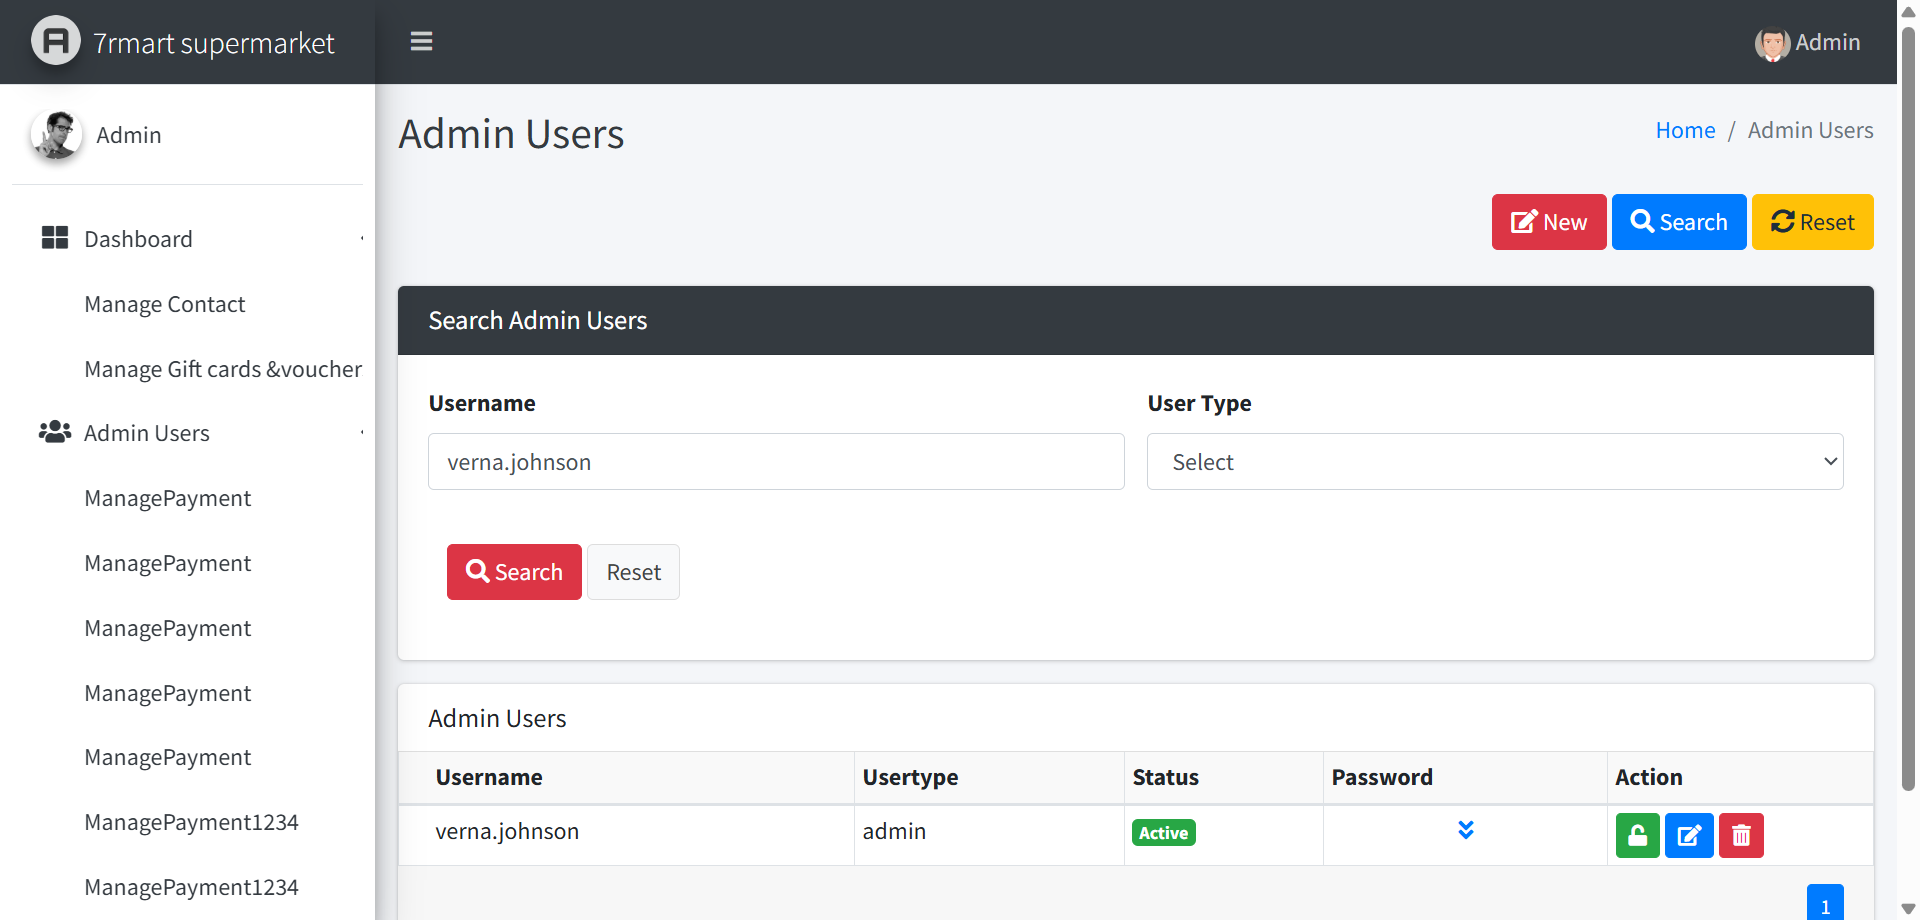 7rmart supermarket
Admin
Admin
Dashboard
Manage Contact
Manage Gift cards &voucher
Admin Users
ManagePayment
ManagePayment
ManagePayment
ManagePayment
ManagePayment
ManagePayment1234
ManagePayment1234
Admin Users
Home / Admin Users
New Search Reset
Search Admin Users
Username User Type
verna.johnson Select
Search Reset
Admin Users
Username Usertype Status Password Action
verna.johnson admin Active
1